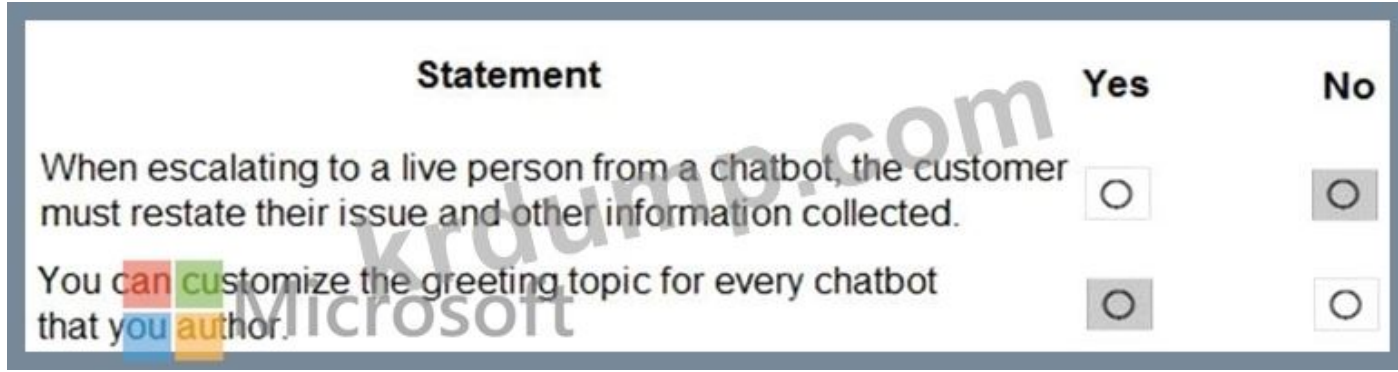 Statement Yes No
When escalating to a live person from a chatbot, the customer
must restate their issue and other information collected.
You can customize the greeting topic for every chatbot
that you author.
krdump.com
Microsoft